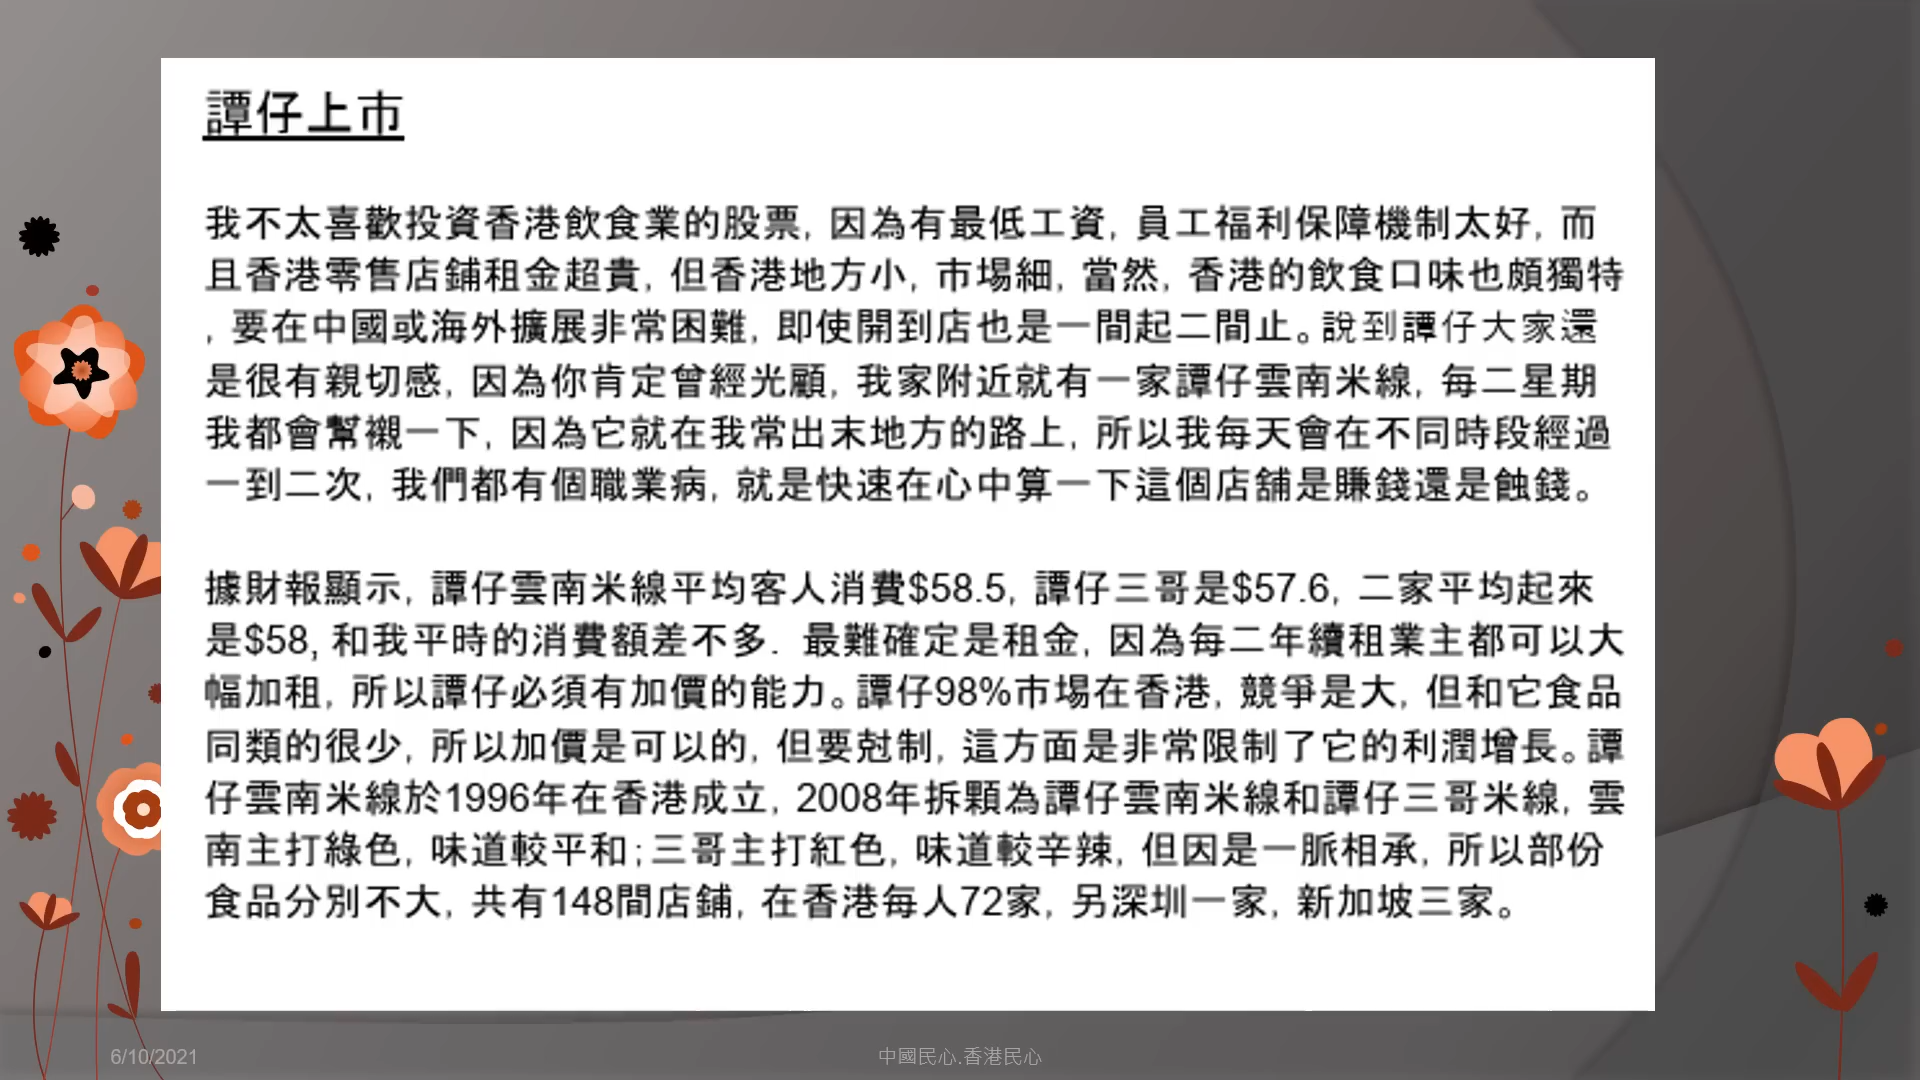 譚仔上市
我不太喜歡投資香港飲食業的股票, 因為有最低工資, 員工福利保障機制太好, 而
且香港零售店鋪租金超貴, 但香港地方小, 市場細, 當然, 香港的飲食口味也頗獨特
, 要在中國或海外擴展非常困難, 即使開到店也是一間起二間止。說到譚仔大家還
是很有親切感, 因為你肯定曾經光顧, 我家附近就有一家譚仔雲南米線, 每二星期
我都會幫襯一下, 因為它就在我常出末地方的路上, 所以我每天會在不同時段經過
一到二次, 我們都有個職業病, 就是快速在心中算一下這個店舖是賺錢還是蝕錢。
據財報顯示, 譚仔雲南米線平均客人消費$58.5, 譚仔三哥是$57.6, 二家平均起來
是$58, 和我平時的消費額差不多. 最難確定是租金, 因為每二年續租業主都可以大
幅加租, 所以譚仔必須有加價的能力。譚仔98%市場在香港, 競爭是大, 但和它食品
同類的很少, 所以加價是可以的, 但要尅制, 這方面是非常限制了它的利潤增長。譚
仔雲南米線於1996年在香港成立, 2008年拆顆為譚仔雲南米線和譚仔三哥米線, 雲
南主打綠色, 味道較平和; 三哥主打紅色, 味道較辛辣, 但因是一脈相承, 所以部份
食品分別不大, 共有148間店鋪, 在香港每人72家, 另深圳一家, 新加坡三家。
6/10/2021
中國民心.香港民心